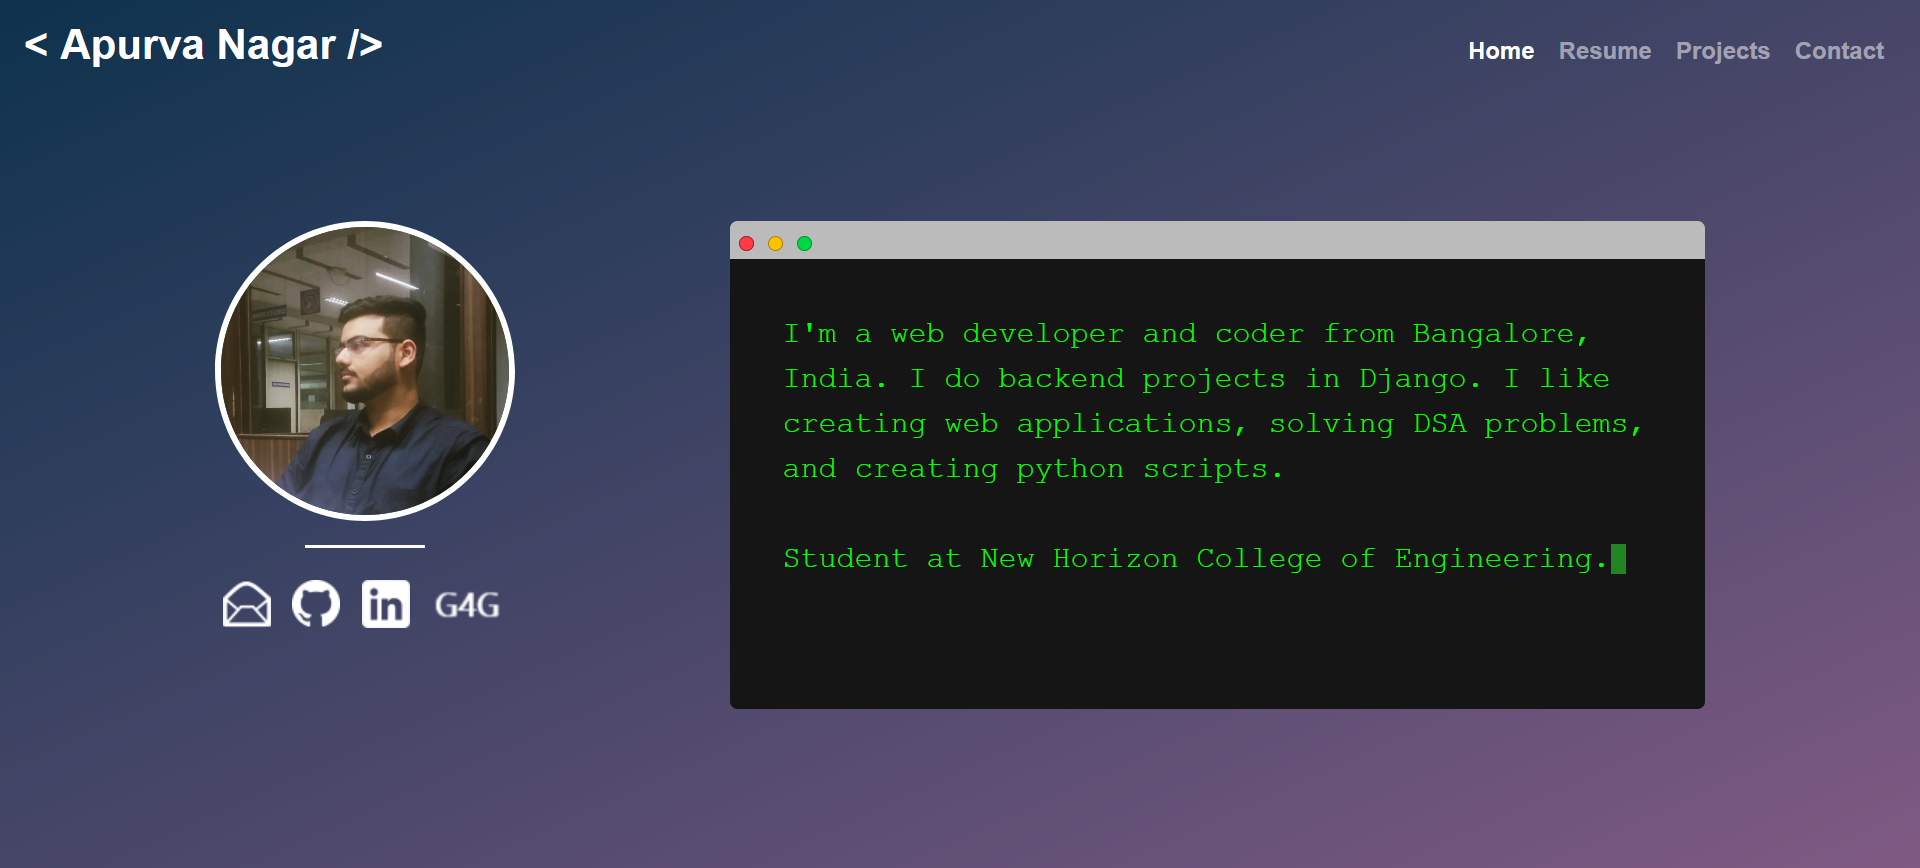 < Apurva Nagar />
Home Resume Projects Contact
I'm a web developer and coder from Bangalore,
India. I do backend projects in Django. I like
creating web applications, solving DSA problems,
and creating python scripts.
Student at New Horizon College of Engineering.
in
G4G